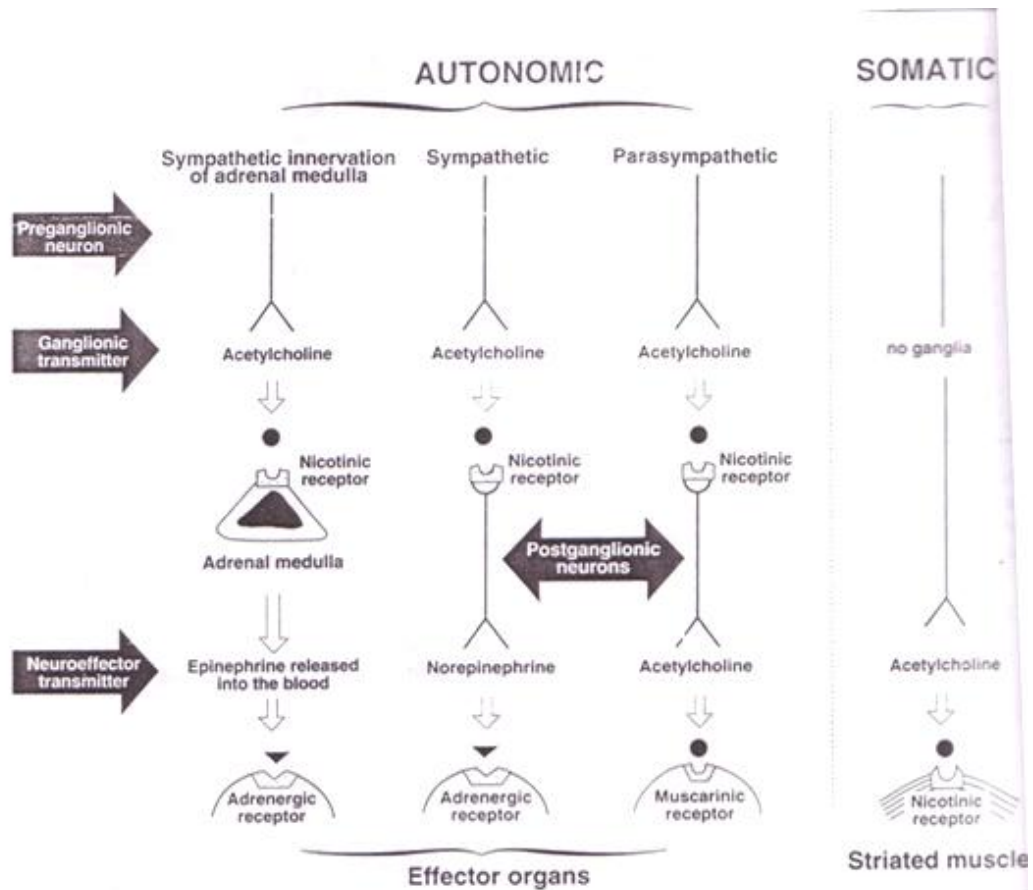 AUTONOMIC
SOMATIC
Sympathetic innervation
of adrenal medulla
Sympathetic
Parasympathetic
Preganglionic
neuron
Ganglionic
transmitter
Acetylcholine
Acetylcholine
Acetylcholine
no ganglia
Nicotinic
receptor
Nicotinic
receptor
Nicotinic
receptor
Adrenal medulla
Postganglionic
neurons
Neuroeffector
transmitter
Epinephrine released
into the blood
Norepinephrine
Acetylcholine
Acetylcholine
Adrenergic
receptor
Adrenergic
receptor
Muscarinic
receptor
Nicotinic
receptor
Effector organs
Striated muscle